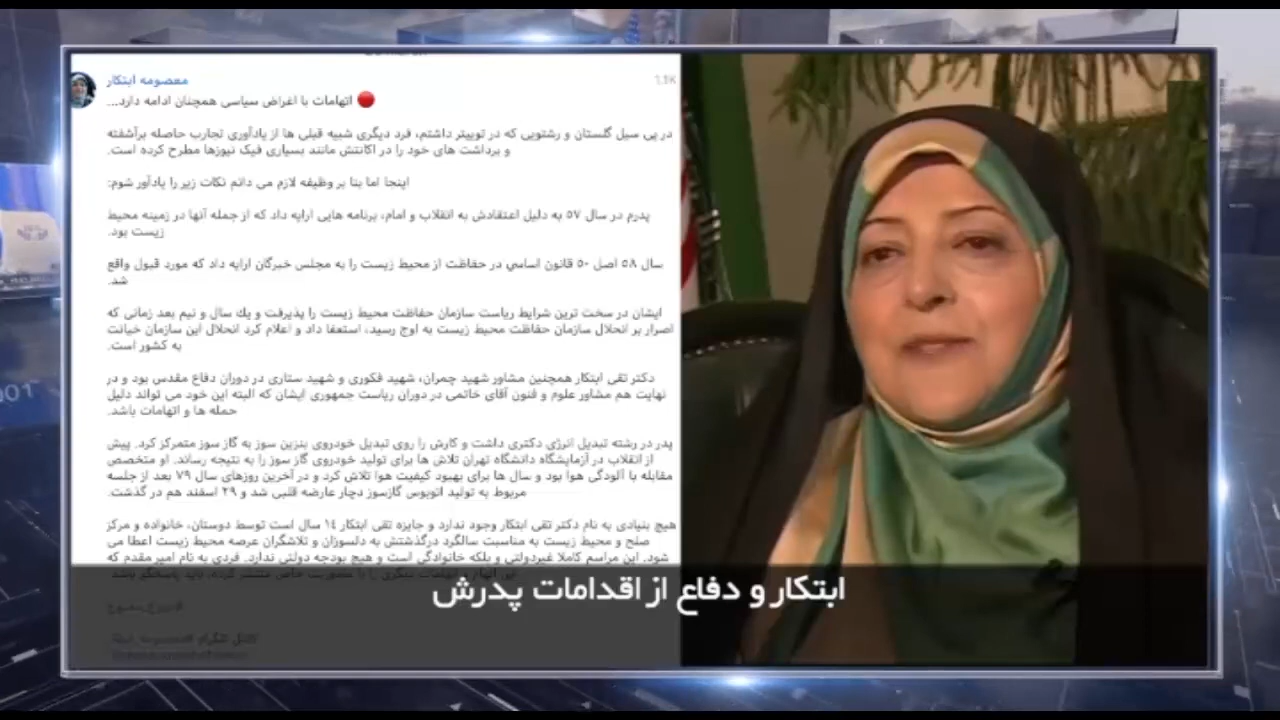 معصومه ابتکار
1.1K
اتهامات با اغراض سیاسی همچنان ادامه دارد...
در پی سیل گلستان و رشتویی که در توییتر داشتم، فرد دیگری شبیه قبلی ها از یادآوری تجارب حاصله برآشفته
و برداشت های خود را در اکانتش مانند بسیاری فیک نیوزها مطرح کرده است.
اینجا اما بنا بر وظیفه لازم می دانم نکات زیر را یادآور شوم:
پدرم در سال ۵۷ به دلیل اعتقادش به انقلاب و امام، برنامه هایی ارایه داد که از جمله آنها در زمینه محیط
زیست بود.
سال ۵۸ اصل ۵۰ قانون اساسی در حفاظت از محیط زیست را به مجلس خبرگان ارایه داد که مورد قبول واقع
شد.
ایشان در سخت ترین شرایط ریاست سازمان حفاظت محیط زیست را پذیرفت و یك سال و نیم بعد زمانی که
اصرار بر انحلال سازمان حفاظت محیط زیست به اوج رسید، استعفا داد و اعلام کرد انحلال این سازمان خیانت
به کشور است.
دکتر تقی ابتکار همچنین مشاور شهید چمران، شهید فکوری و شهید ستاری در دوران دفاع مقدس بود و در
نهایت هم مشاور علوم و فنون آقای خاتمی در دوران ریاست جمهوری ایشان که البته این خود می تواند دلیل
حمله ها و اتهامات باشد.
پدر در رشته تبدیل انرژی دکتری داشت و کارش را روی تبدیل خودروی بنزین سوز به گاز سوز متمرکز کرد. پیش
از انقلاب در آزمایشگاه دانشگاه تهران تلاش ها برای تولید خودروی گاز سوز را به نتیجه رساند. او متخصص
مقابله با آلودگی هوا بود و سال ها برای بهبود کیفیت هوا تلاش کرد و در آخرین روزهای سال ۷۹ بعد از جلسه
مربوط به تولید اتوبوس گازسوز دچار عارضه قلبی شد و ۲۹ اسفند هم در گذشت.
هیچ بنیادی به نام دکتر تقی ابتکار وجود ندارد و جایزه تقی ابتکار ۱۴ سال است توسط دوستان، خانواده و مرکز
صلح و محیط زیست به مناسبت سالگرد درگذشتش به دلسوزان و تلاشگران عرصه محیط زیست اعطا می
شود. این مراسم کاملا غیردولتی و بلکه خانوادگی است و هیچ بودجه دولتی ندارد. فردی به نام امیر مقدم که
ابتکار و دفاع از اقدامات پدرش